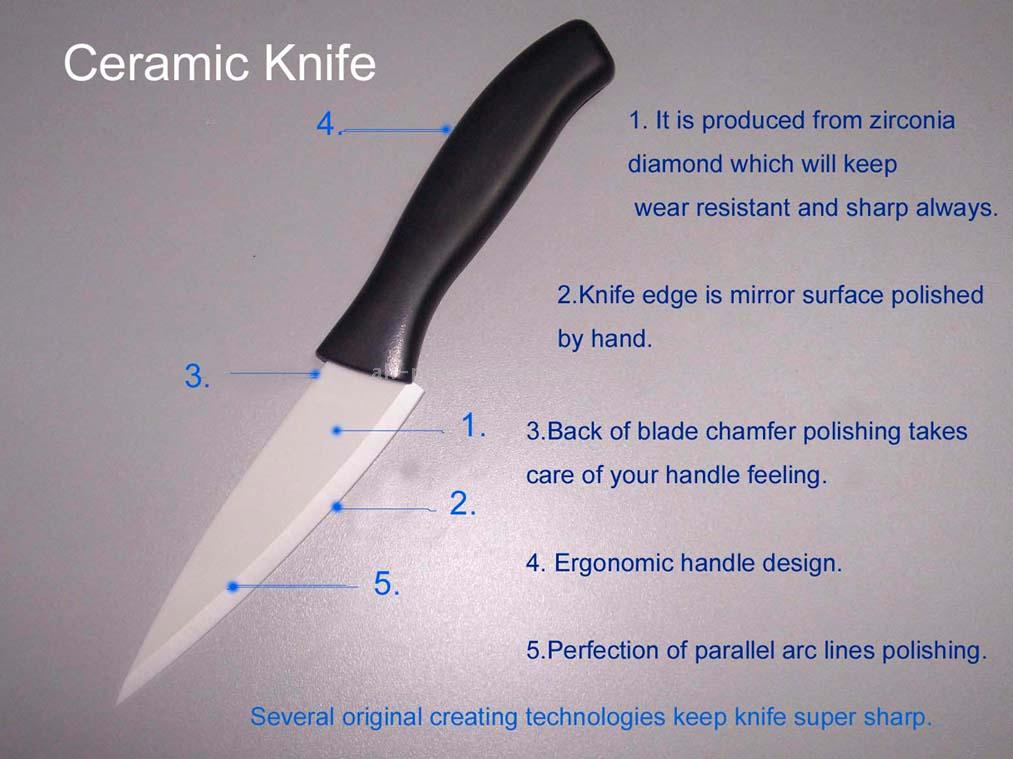 Ceramic Knife
4.
1. It is produced from zirconia
diamond which will keep
wear resistant and sharp always.
2.Knife edge is mirror surface polished
by hand.
3.
1.
3.Back of blade chamfer polishing takes
care of your handle feeling.
2.
4. Ergonomic handle design.
5.
5.Perfection of parallel arc lines polishing.
Several original creating technologies keep knife super sharp.